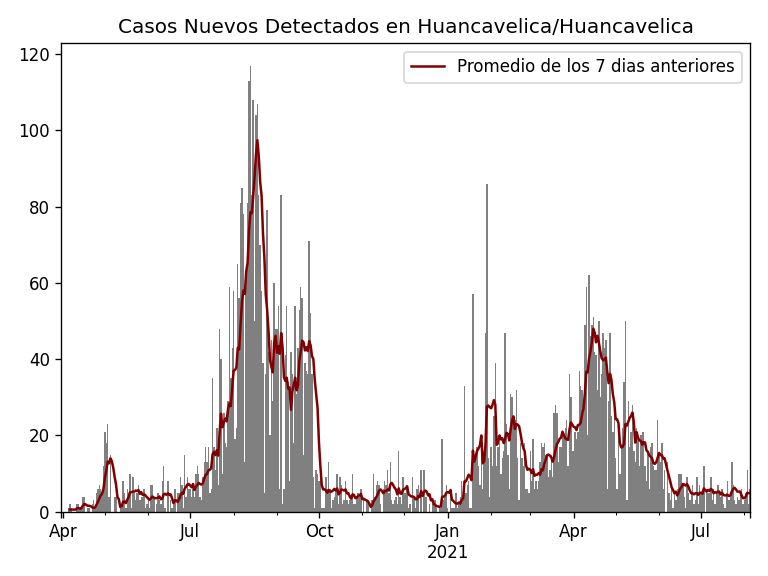 Casos Nuevos Detectados en Huancavelica/Huancavelica
Promedio de los 7 dias anteriores
120
100
80
60
40
20
0
Apr Jul Oct Jan Apr Jul
2021